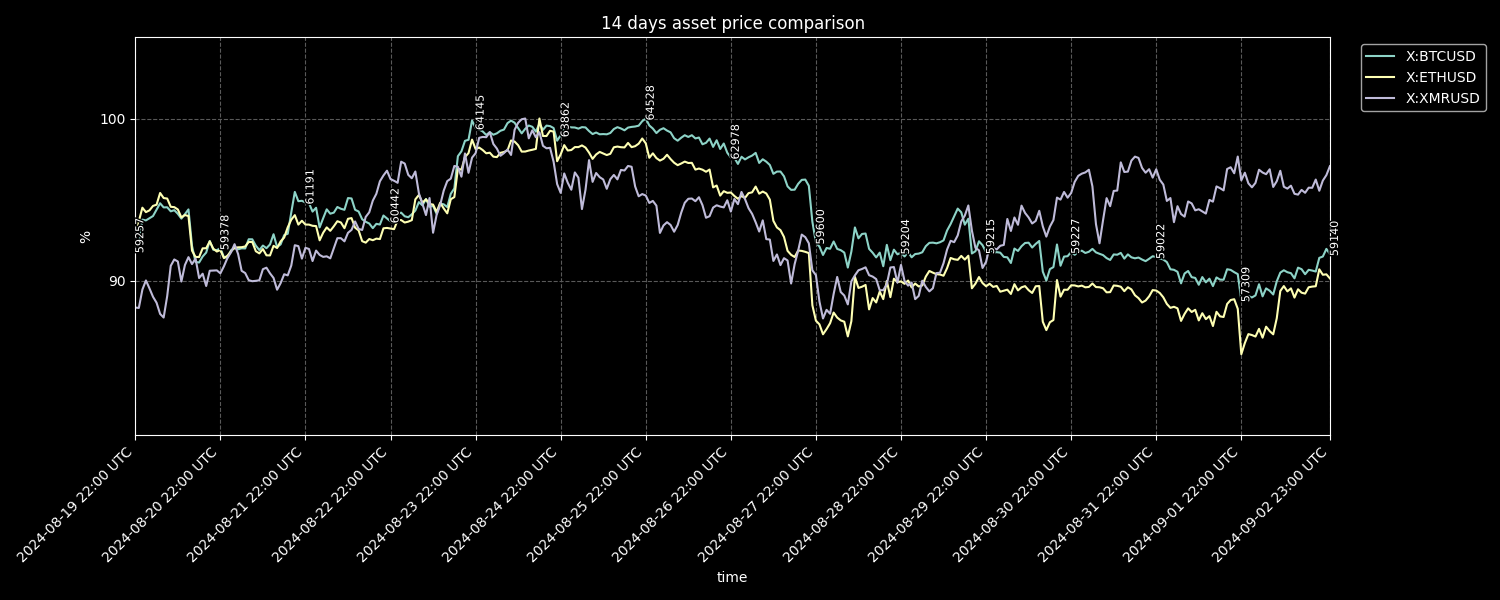 14 days asset price comparison
X:BTCUSD
X:ETHUSD
X:XMRUSD
%
100
90
59378
61191
60442
64145
63862
64528
62978
59600
59204
59215
59227
59022
57309
59140
2024-08-19 22:00 UTC
2024-08-20 22:00 UTC
2024-08-21 22:00 UTC
2024-08-22 22:00 UTC
2024-08-23 22:00 UTC
2024-08-24 22:00 UTC
2024-08-25 22:00 UTC
2024-08-26 22:00 UTC
2024-08-27 22:00 UTC
2024-08-28 22:00 UTC
2024-08-29 22:00 UTC
2024-08-30 22:00 UTC
2024-08-31 22:00 UTC
2024-09-01 22:00 UTC
2024-09-02 23:00 UTC
time